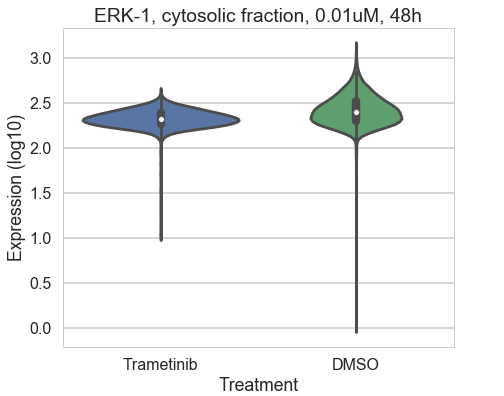 ERK-1, cytosolic fraction, 0.01uM, 48h
Expression (log10)
3.0
2.5
2.0
1.5
1.0
0.5
0.0
Trametinib DMSO
Treatment